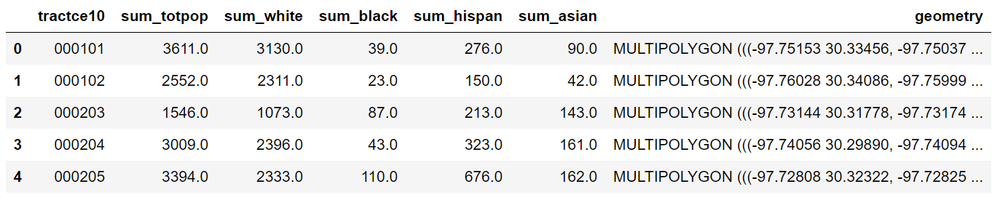 tractce10 sum_totpop sum_white sum_black sum_hispan sum_asian geometry
0 000101 3611.0 3130.0 39.0 276.0 90.0 MULTIPOLYGON (((-97.75153 30.33456, -97.75037 ...
1 000102 2552.0 2311.0 23.0 150.0 42.0 MULTIPOLYGON (((-97.76028 30.34086, -97.75999 ...
2 000203 1546.0 1073.0 87.0 213.0 143.0 MULTIPOLYGON (((-97.73144 30.31778, -97.73174 ...
3 000204 3009.0 2396.0 43.0 323.0 161.0 MULTIPOLYGON (((-97.74056 30.29890, -97.74094 ...
4 000205 3394.0 2333.0 110.0 676.0 162.0 MULTIPOLYGON (((-97.72808 30.32322, -97.72825 ...